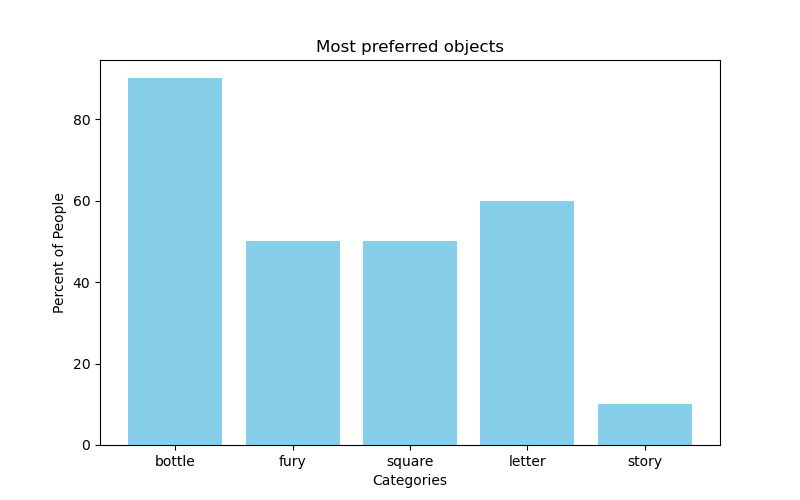 Most preferred objects
80
60
40
20
0
Percent of People
bottle fury square letter story
Categories